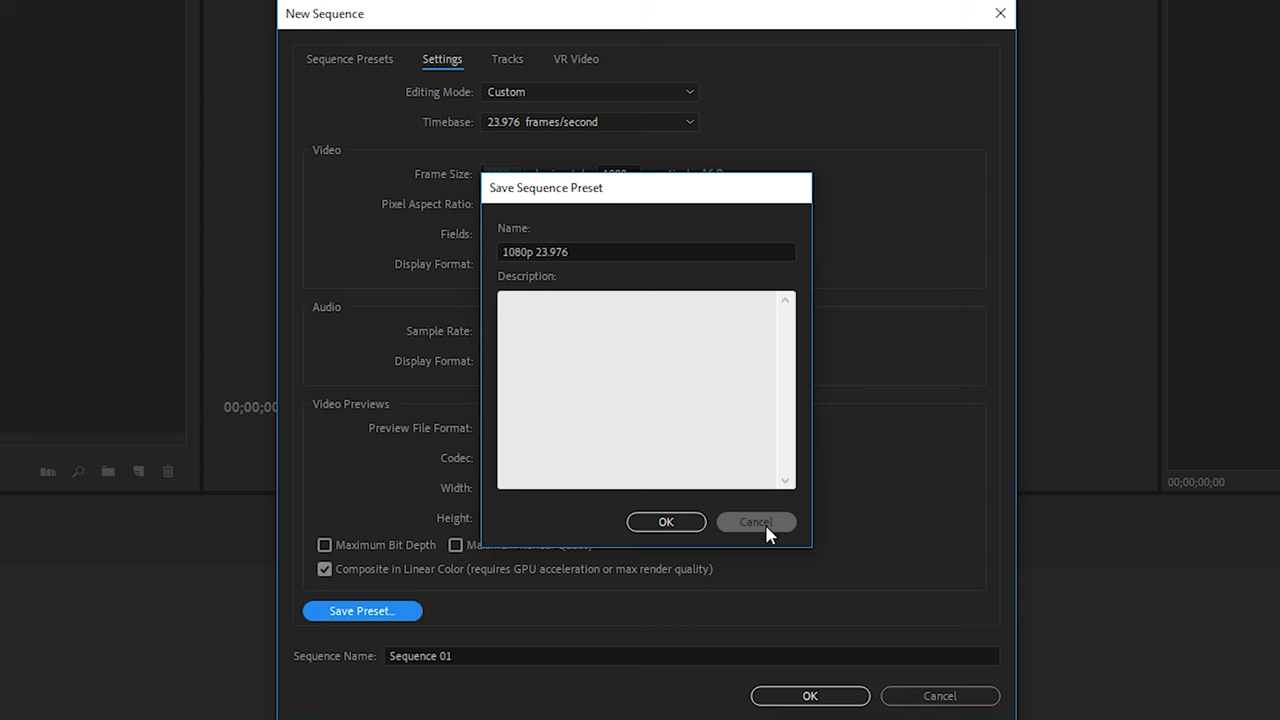 New Sequence
Sequence Presets Settings Tracks VR Video
Editing Mode: Custom
Timebase: 23.976 frames/second
Video
Frame Size:
Save Sequence Preset
Pixel Aspect Ratio:
Name:
Fields:
1080p 23.976
Display Format:
Description:
Audio
Sample Rate:
Display Format:
00;00;00
Video Previews
Preview File Format:
Codec:
00;00;00;00
Width:
Height:
OK Cancel
Maximum Bit Depth
Composite in Linear Color (requires GPU acceleration or max render quality)
Save Preset...
Sequence Name: Sequence 01
OK Cancel